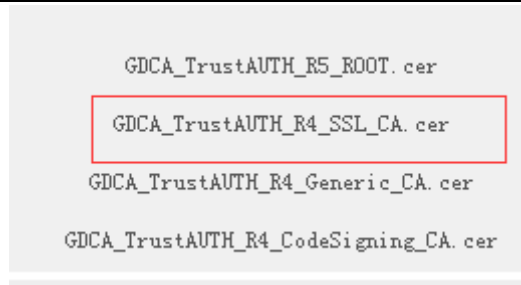 GDCA_TrustAUTH_R5_ROOT.cer
GDCA_TrustAUTH_R4_SSL_CA.cer
GDCA_TrustAUTH_R4_Generic_CA.cer
GDCA_TrustAUTH_R4_CodeSigning_CA.cer